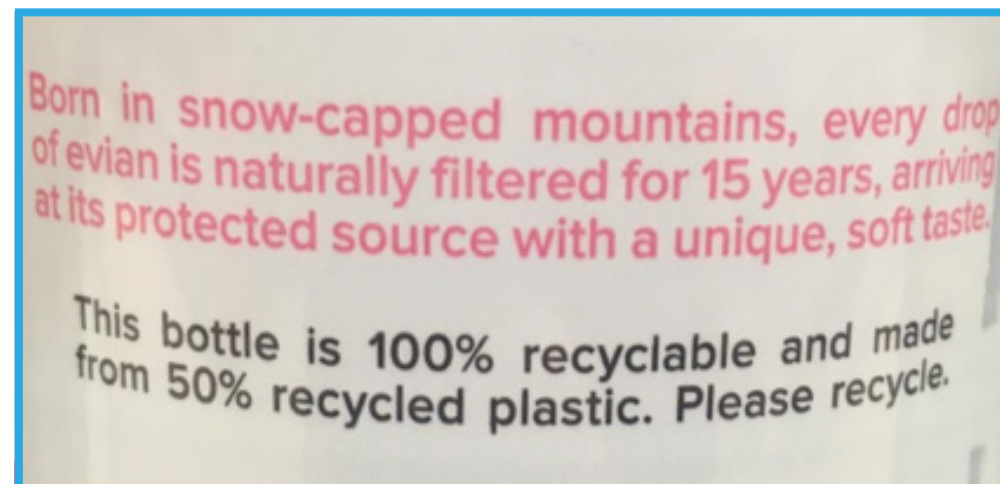 Born in snow-capped mountains, every drop
of evian is naturally filtered for 15 years, arriving
at its protected source with a unique, soft taste.
This bottle is 100% recyclable and made
from 50% recycled plastic. Please recycle.